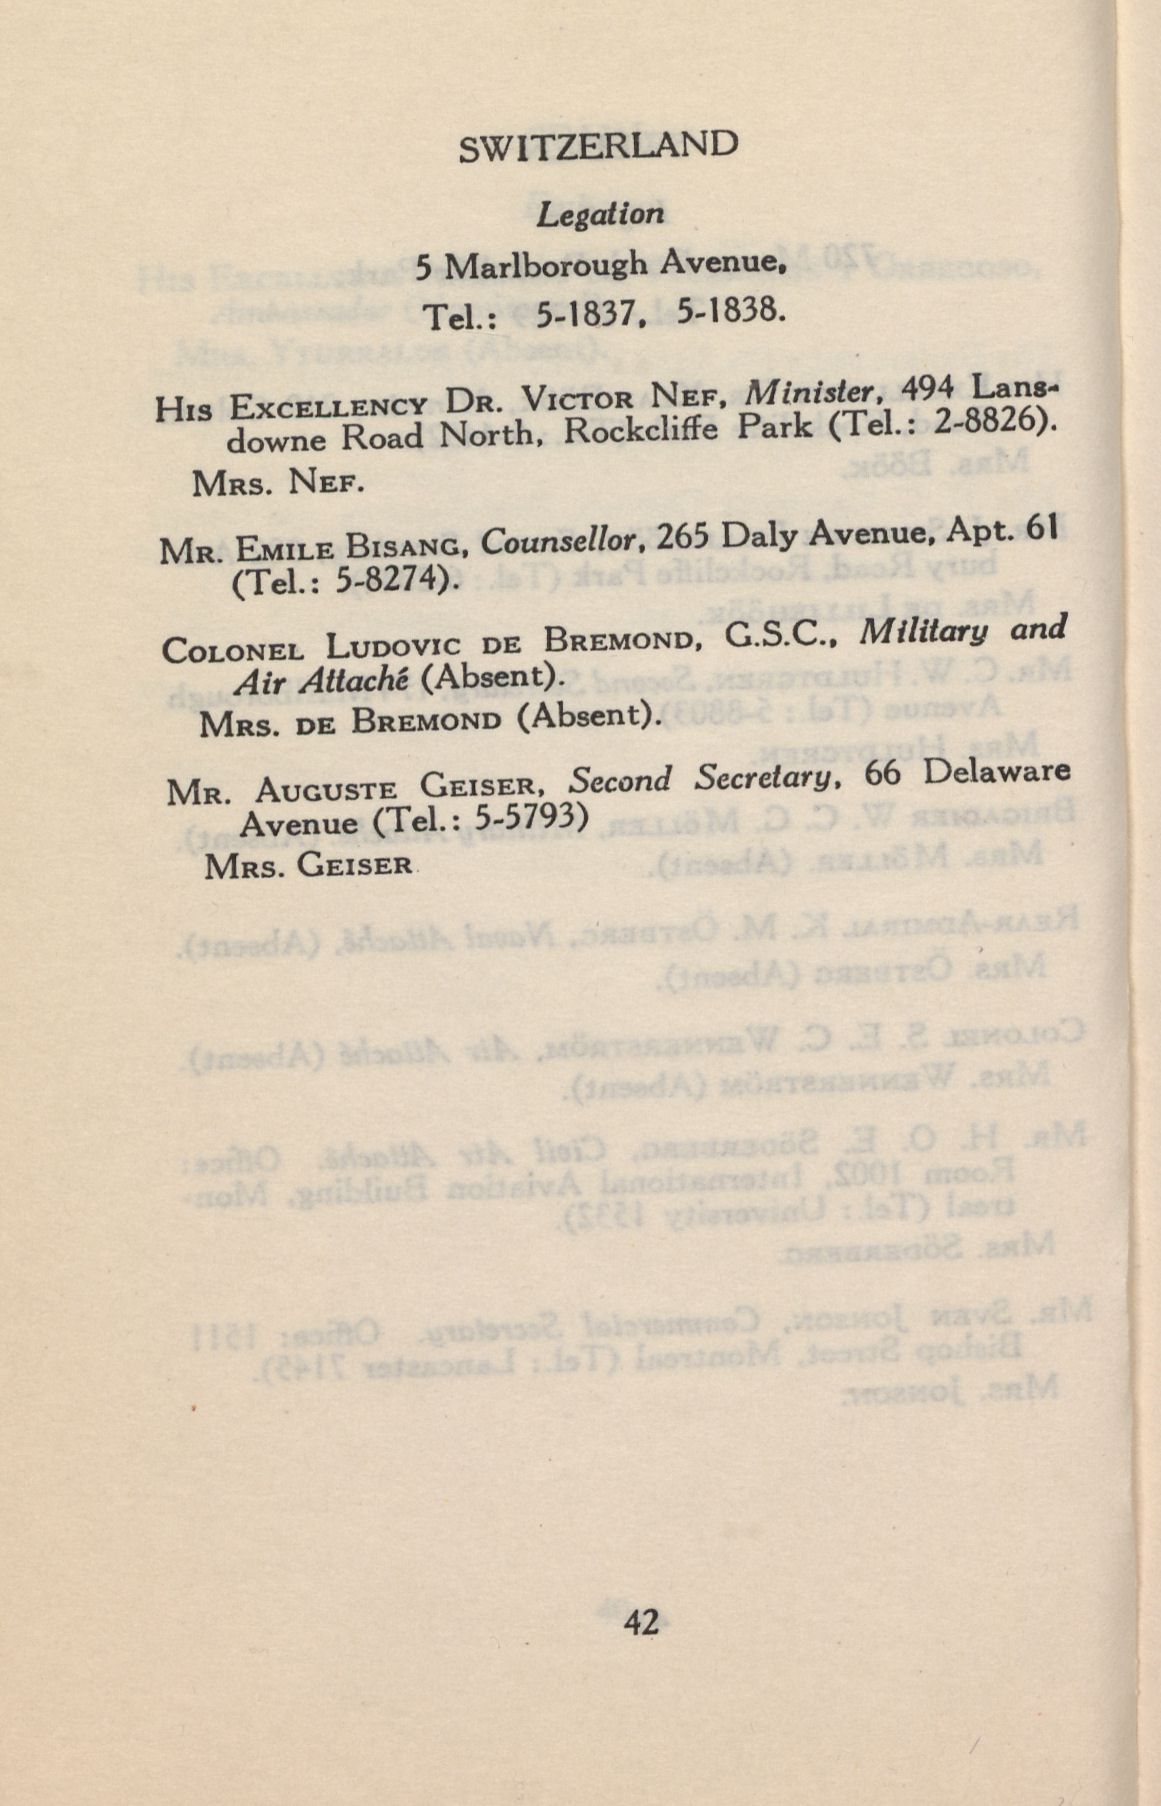 SWITZERLAND
Legation
5 Marlborough Avenue,
Tel.: 5-1837, 5-1838.
HIS EXCELLENCY DR. VICTOR NEF, Minister, 494 Lans-
downe Road North, Rockcliffe Park (Tel.: 2-8826).
MRS. NEF.
MR. EMILE BISANG, Counsellor, 265 Daly Avenue, Apt. 61
(Tel.: 5-8274).
COLONEL LUDOVIC DE BREMOND, G.S.C., Military and
Air Attaché (Absent).
MRS. DE BREMOND (Absent).
MR. AUGUSTE GEISER, Second Secretary, 66 Delaware
Avenue (Tel.: 5-5793)
MRS. GEISER
42